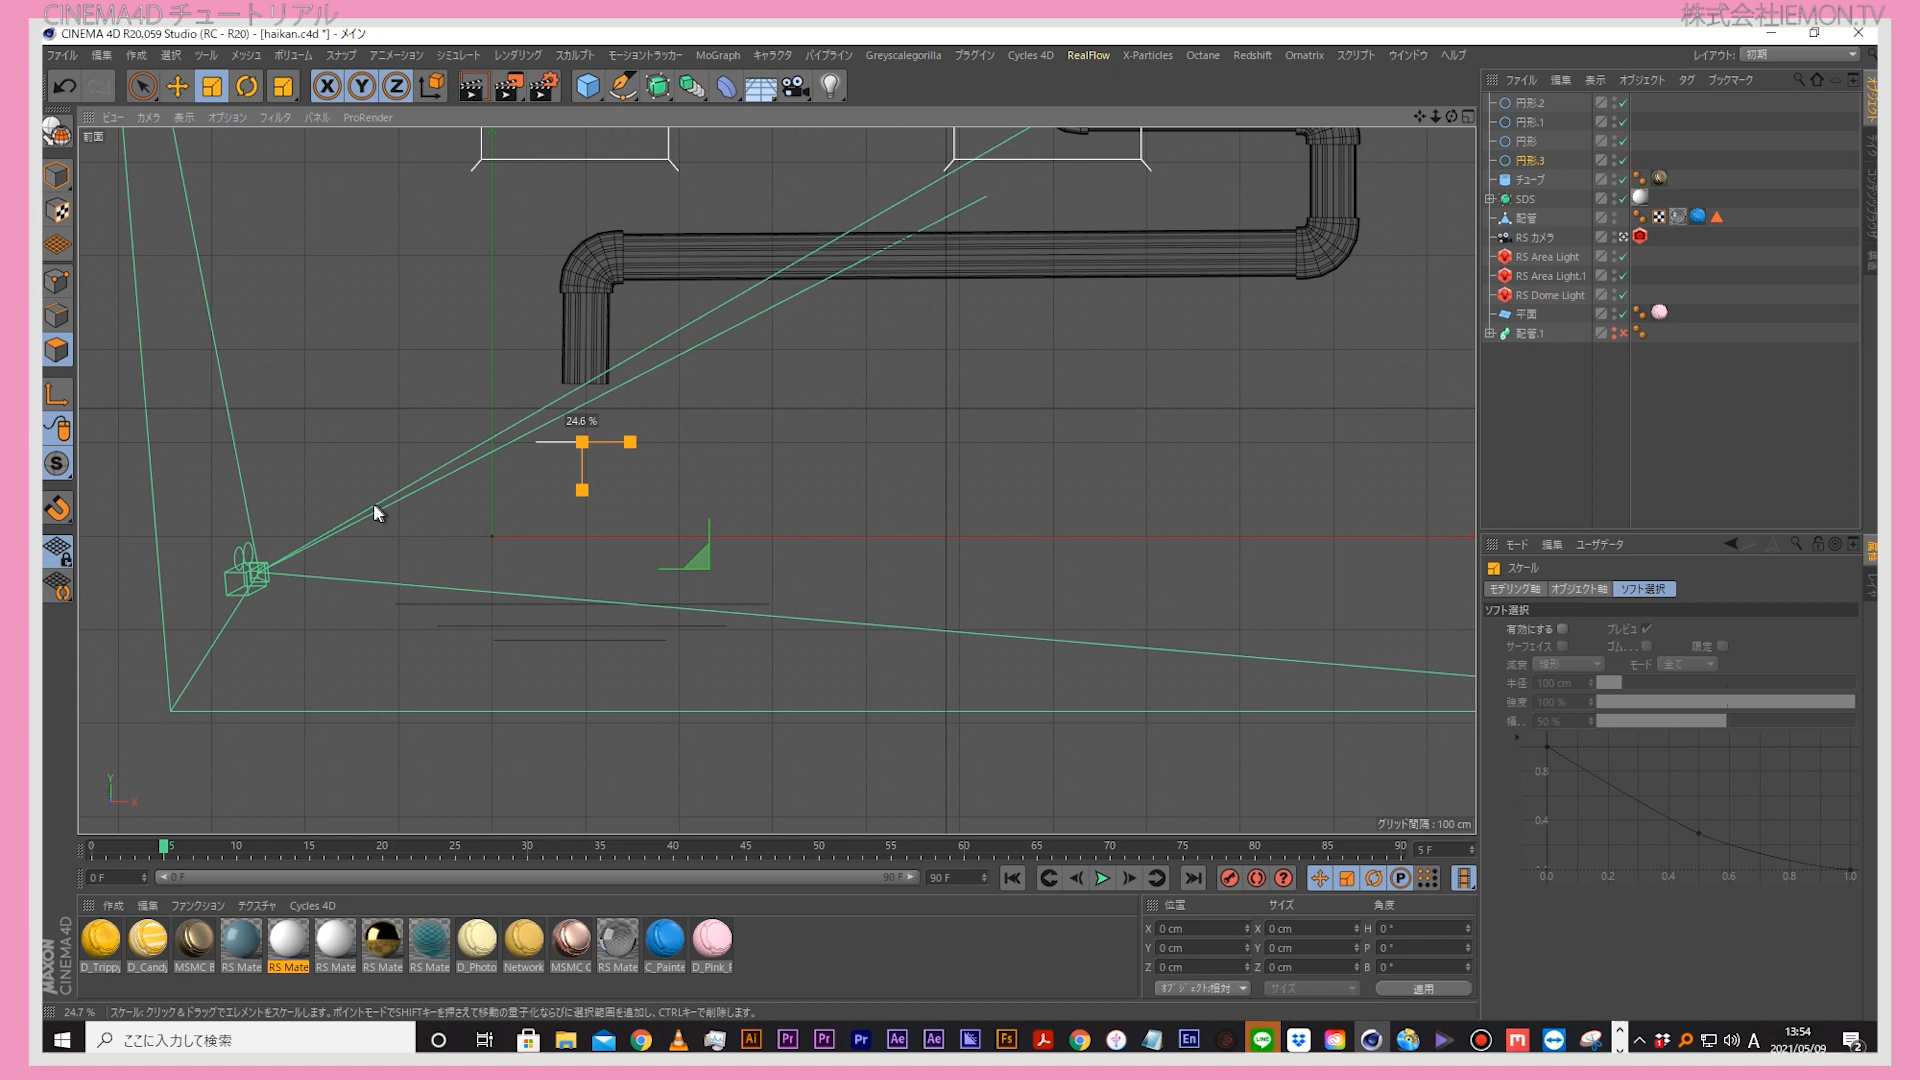 CINEMA4D チュートリアル
株式会社IEMON.TV
CINEMA 4D R20.059 Studio (RC - R20) - [haikan.c4d *] - メイン
ファイル 編集 作成 選択 ツール メッシュ ボリューム スナップ アニメーション シミュレート レンダリング スカルプト モーショントラッカー MoGraph キャラクタ パイプライン Greyscalegorilla プラグイン Cycles 4D RealFlow X-Particles Octane Redshift Ornatrix スクリプト ウインドウ ヘルプ
レイアウト: 初期
X Y Z
ファイル 編集 表示 オブジェクト タグ ブックマーク
ビュー カメラ 表示 オプション フィルタ パネル ProRender
前面
円形.2
円形.1
円形
円形.3
チューブ
SDS
配管
RS カメラ
RS Area Light
RS Area Light.1
RS Dome Light
平面
配管.1
24.6 %
モード 編集 ユーザデータ
スケール
モデリング軸 オブジェクト軸 ソフト選択
ソフト選択
有効にする プレビュ
サーフェイス ゴム... 限定
減衰 線形 モード 全て
半径 100 cm
強度 100 %
幅.. 50 %
0.8
0.4
0.0 0.2 0.4 0.6 0.8 1.0
Y
X
グリッド間隔 : 100 cm
0 5 10 15 20 25 30 35 40 45 50 55 60 65 70 75 80 85 90 5 F
0 F 0 F 90 F 90 F
作成 編集 ファンクション テクスチャ Cycles 4D
D_Trippy D_Candy MSMC B RS Mate RS Mate RS Mate RS Mate RS Mate D_Photo Network MSMC C RS Mate C_Painte D_Pink_F
位置 サイズ 角度
X 0 cm X 0 cm H 0 °
Y 0 cm Y 0 cm P 0 °
Z 0 cm Z 0 cm B 0 °
オブジェクト相対 サイズ 適用
MAXON
CINEMA 4D
24.7 % スケール: クリック＆ドラッグでエレメントをスケールします。ポイントモードでSHIFTキーを押さえて移動の量子化ならびに選択範囲を追加し、CTRLキーで削除します。
ここに入力して検索
Ai Pr Pr Pr Ae Ae Fs En LINE
A 13:54
2021/05/09
2